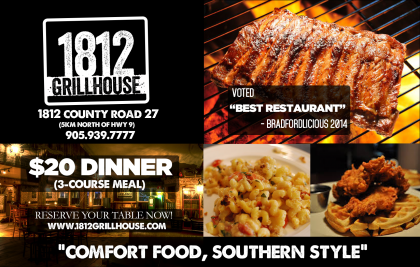 1812
GRILLHOUSE
1812 COUNTY ROAD 27
(5KM NORTH OF HWY 9)
905.939.7777
VOTED
“BEST RESTAURANT”
- BRADFORDLICIOUS 2014
$20 DINNER
(3-COURSE MEAL)
RESERVE YOUR TABLE NOW!
WWW.1812GRILLHOUSE.COM
"COMFORT FOOD, SOUTHERN STYLE"